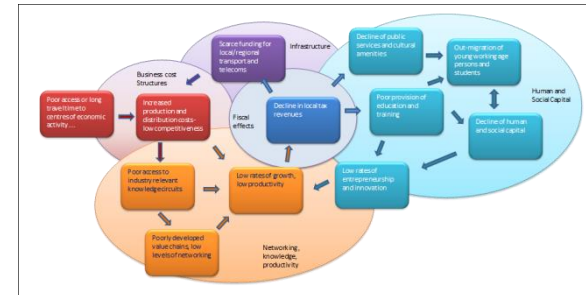 Scarce funding for
local/regional
transport and
telecoms
Infrastructure
Decline of public
services and cultural
amenities
Out-migration of
young working age
persons and
students
Business cost
Structures
Human and
Social Capital
Poor access or long
travel time to
centres of economic
activity ....
Increased
production and
distribution costs-
low competitiveness
Fiscal
effects
Decline in local tax
revenues
Poor provision of
education and
training
Decline of human
and social capital
Poor access to
industry relevant
knowledge circuits
Low rates of growth,
low productivity
Low rates of
entrepreneurship
and innovation
Poorly developed
value chains, low
levels of networking
Networking,
knowledge,
productivity